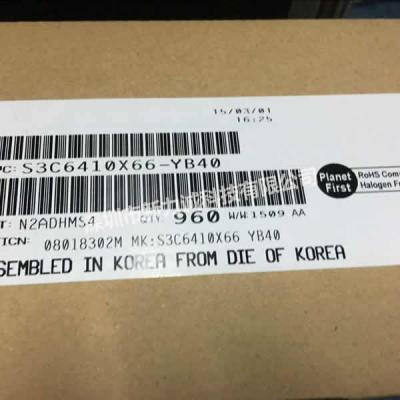 15/03/01
16:25
PC: S3C6410X66-YB40
Planet
First
RoHS Com
Halogen Fr
T: N2ADHMS4 QTY 960 W/W:1509 AA
TICN: 08018302M MK:S3C6410X66 YB40
SEMBLED IN KOREA FROM DIE OF KOREA